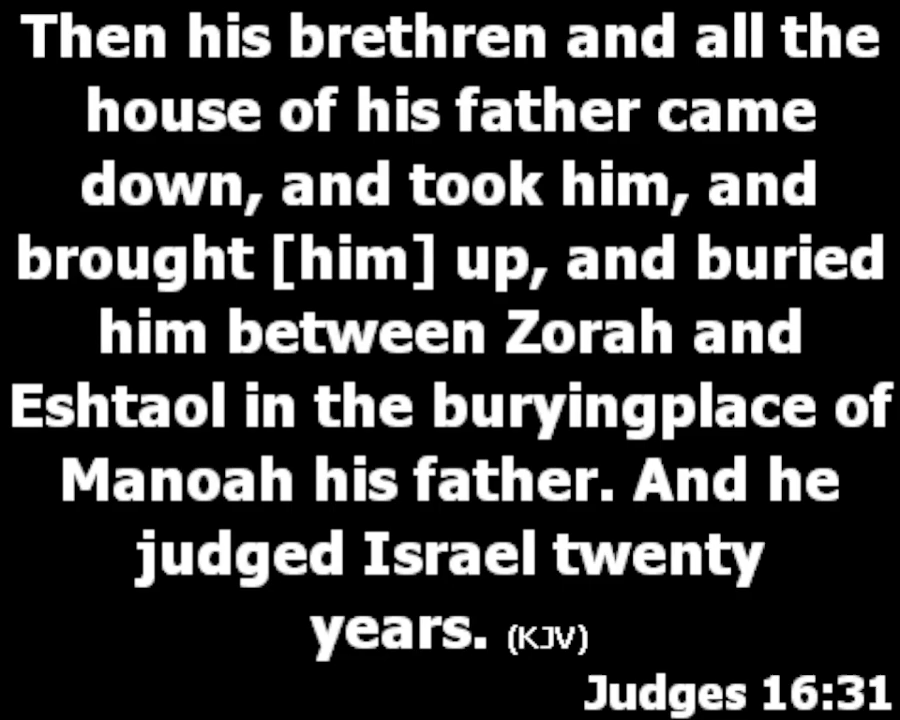 Then his brethren and all the
house of his father came
down, and took him, and
brought [him] up, and buried
him between Zorah and
Eshtaol in the buryingplace of
Manoah his father. And he
judged Israel twenty
years. (KJV)
Judges 16:31